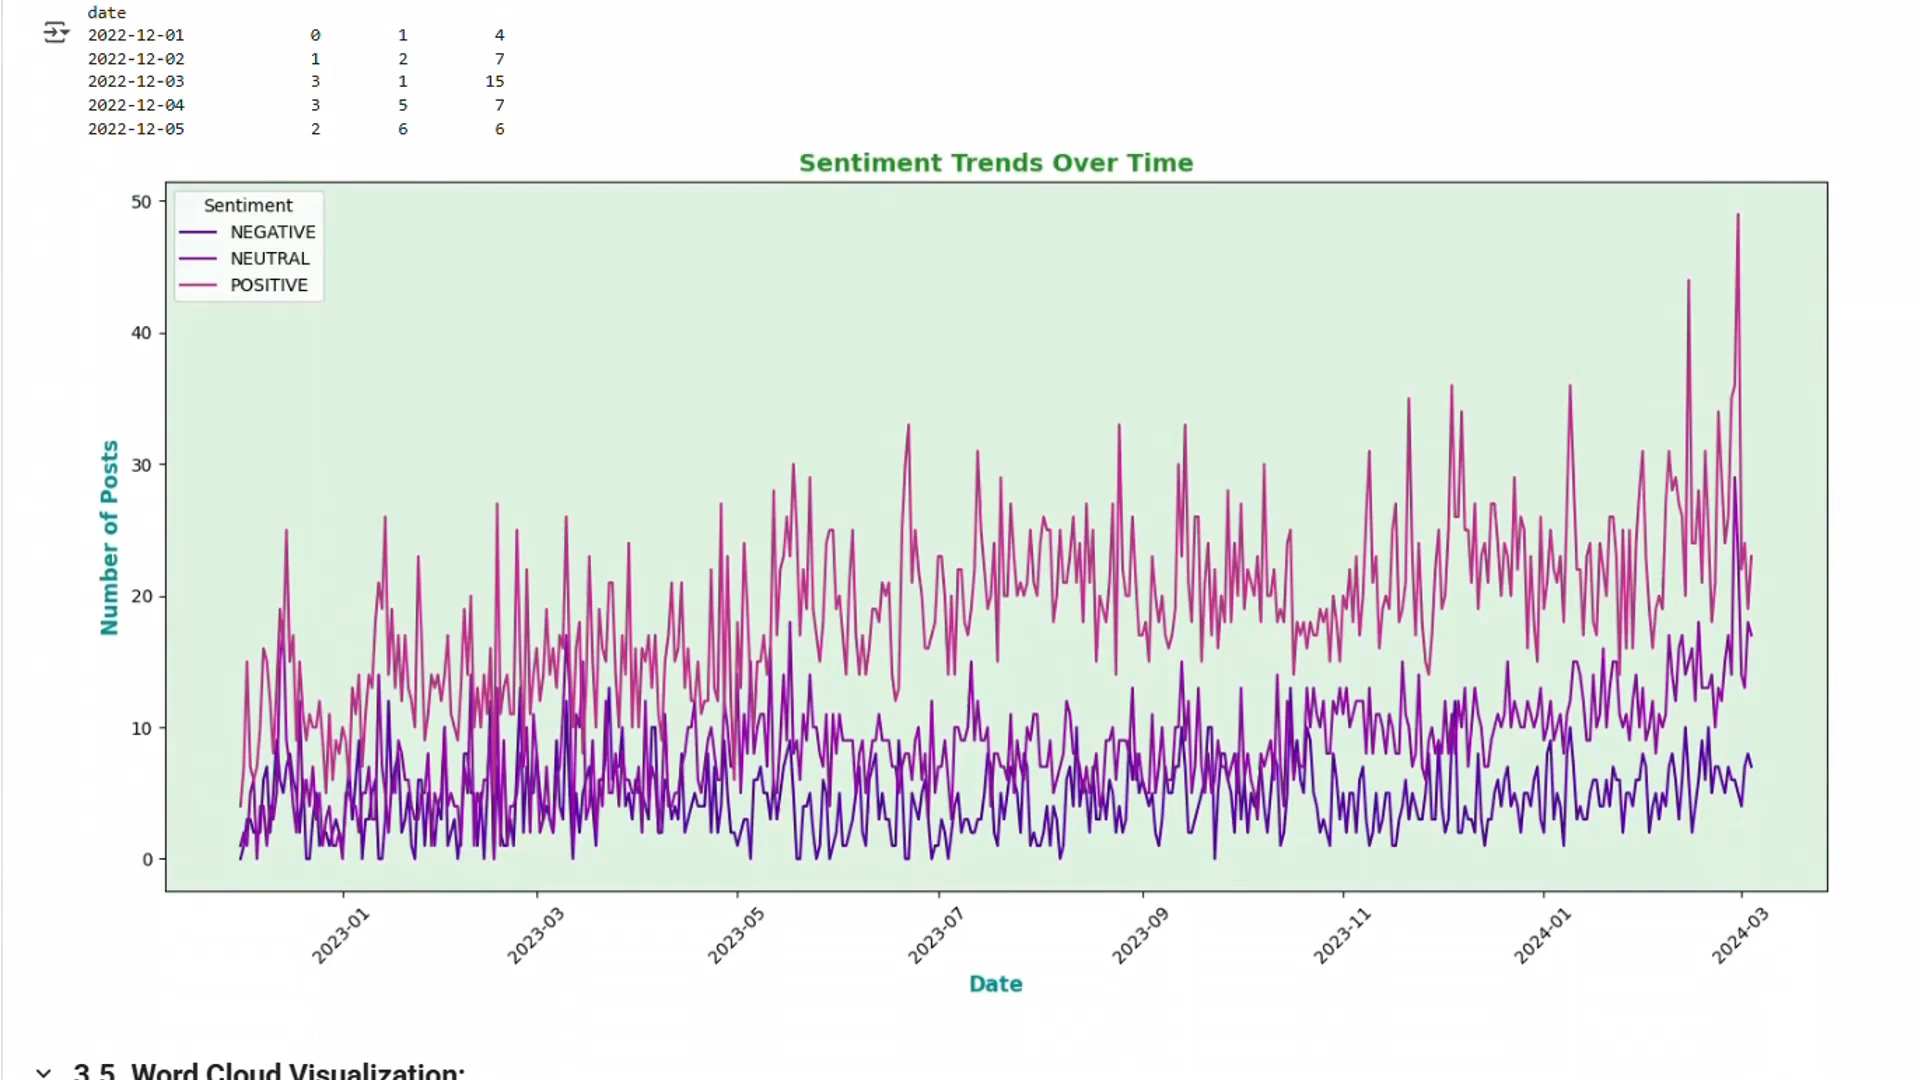 date
2022-12-01 0 1 4
2022-12-02 1 2 7
2022-12-03 3 1 15
2022-12-04 3 5 7
2022-12-05 2 6 6
Sentiment Trends Over Time
Sentiment
NEGATIVE
NEUTRAL
POSITIVE
50
40
30
20
10
0
Number of Posts
2023-01 2023-03 2023-05 2023-07 2023-09 2023-11 2024-01 2024-03
Date
3.5. Word Cloud Visualization: